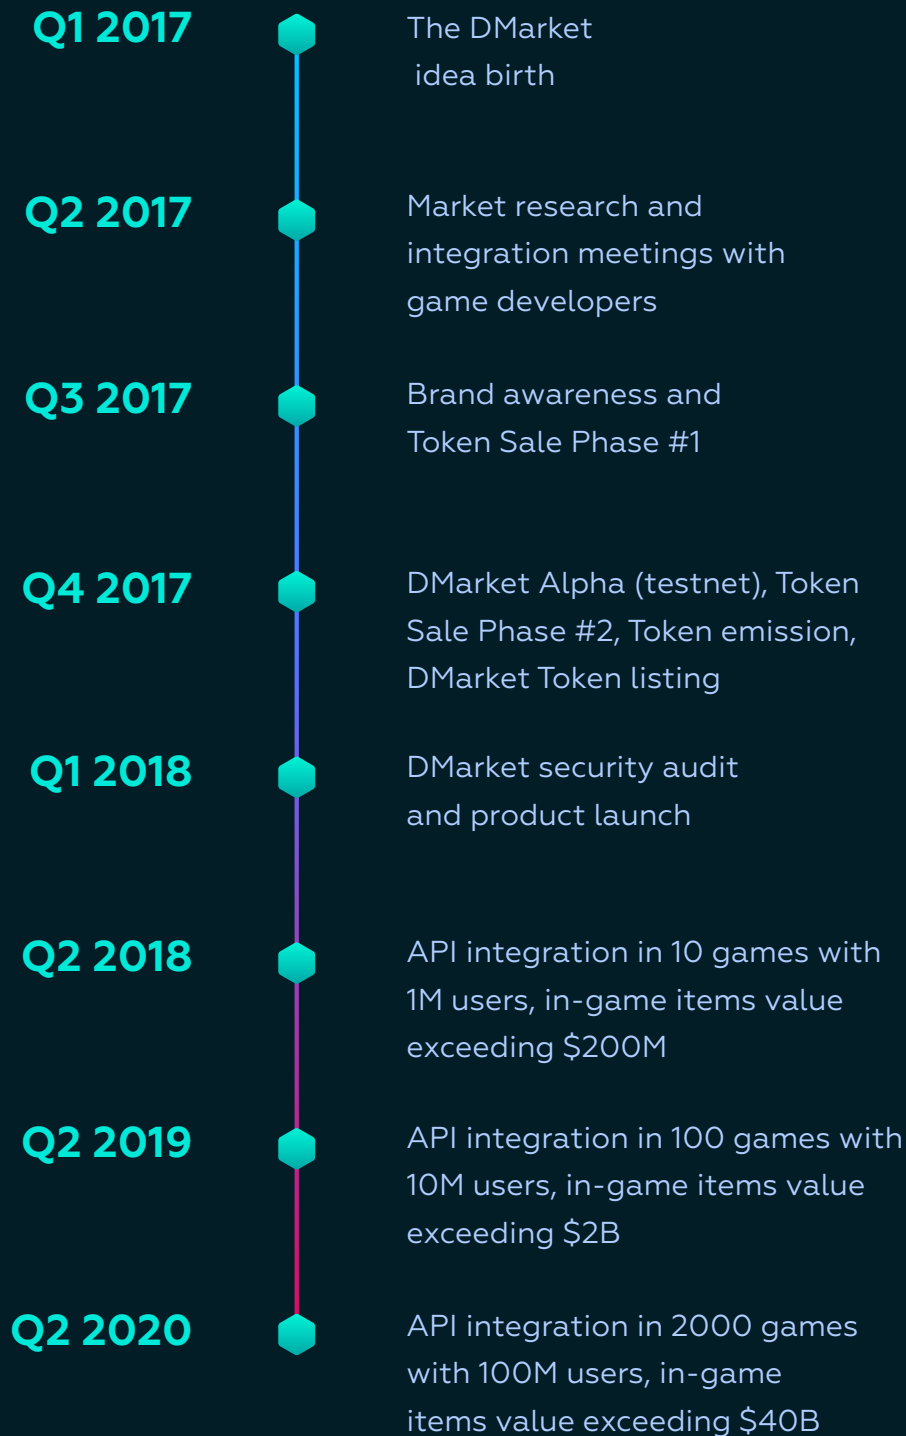 Q1 2017
The DMarket
idea birth
Q2 2017
Market research and
integration meetings with
game developers
Q3 2017
Brand awareness and
Token Sale Phase #1
Q4 2017
DMarket Alpha (testnet), Token
Sale Phase #2, Token emission,
DMarket Token listing
Q1 2018
DMarket security audit
and product launch
Q2 2018
API integration in 10 games with
1M users, in-game items value
exceeding $200M
Q2 2019
API integration in 100 games with
10M users, in-game items value
exceeding $2B
Q2 2020
API integration in 2000 games
with 100M users, in-game
items value exceeding $40B